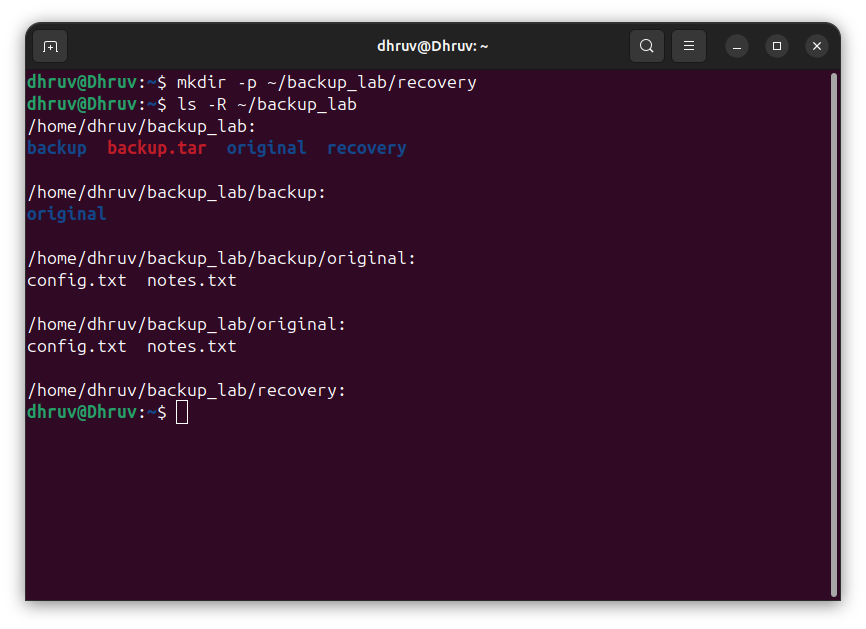 dhruv@Dhruv: ~
dhruv@Dhruv:~$ mkdir -p ~/backup_lab/recovery
dhruv@Dhruv:~$ ls -R ~/backup_lab
/home/dhruv/backup_lab:
backup  backup.tar  original  recovery
/home/dhruv/backup_lab/backup:
original
/home/dhruv/backup_lab/backup/original:
config.txt  notes.txt
/home/dhruv/backup_lab/original:
config.txt  notes.txt
/home/dhruv/backup_lab/recovery:
dhruv@Dhruv:~$